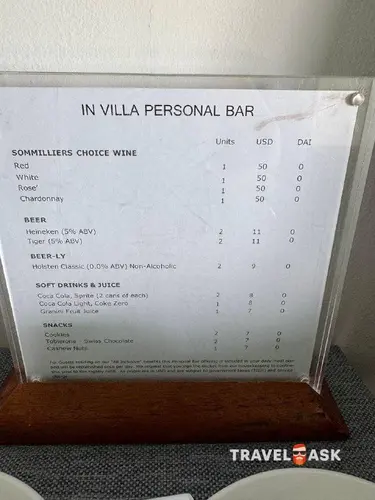 IN VILLA PERSONAL BAR
Units USD DAI
SOMMILLIERS CHOICE WINE
Red 1 50 0
White 1 50 0
Rose' 1 50 0
Chardonnay 1 50 0
BEER
Heineken (5% ABV) 2 11 0
Tiger (5% ABV) 2 11 0
BEER-LY
Holsten Classic (0.0% ABV) Non-Alcoholic 2 9 0
SOFT DRINKS & JUICE
Coca Cola, Sprite (2 cans of each) 2 8 0
Coca Cola Light, Coke Zero 1 8 0
Granini Fruit Juice 1 7 0
SNACKS
Cookies 2 7 0
Toblerone - Swiss Chocolate 2 7 0
Cashew Nuts 1 7 0
TRAVEL ASK